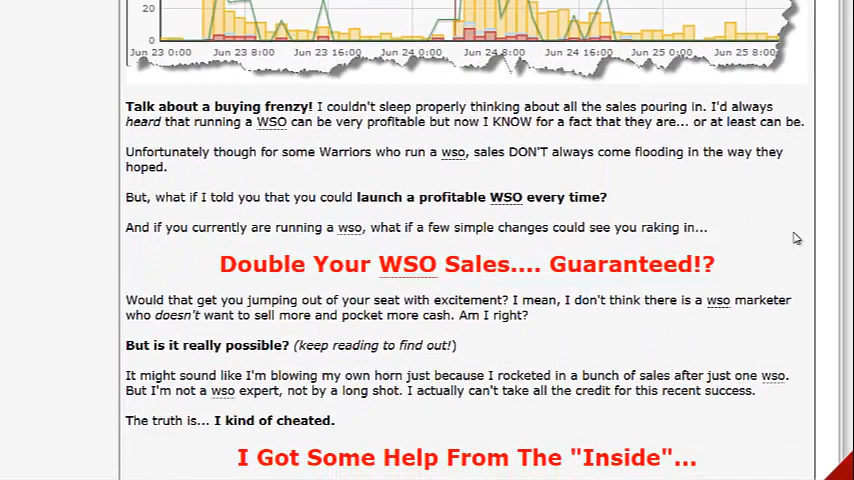 20
0
Jun 23 0:00 Jun 23 8:00 Jun 23 16:00 Jun 24 0:00 Jun 24 8:00 Jun 24 16:00 Jun 25 0:00 Jun 25 8:00
Talk about a buying frenzy! I couldn't sleep properly thinking about all the sales pouring in. I'd always
heard that running a WSO can be very profitable but now I KNOW for a fact that they are... or at least can be.
Unfortunately though for some Warriors who run a wso, sales DON'T always come flooding in the way they
hoped.
But, what if I told you that you could launch a profitable WSO every time?
And if you currently are running a wso, what if a few simple changes could see you raking in...
Double Your WSO Sales.... Guaranteed!?
Would that get you jumping out of your seat with excitement? I mean, I don't think there is a wso marketer
who doesn't want to sell more and pocket more cash. Am I right?
But is it really possible? (keep reading to find out!)
It might sound like I'm blowing my own horn just because I rocketed in a bunch of sales after just one wso.
But I'm not a wso expert, not by a long shot. I actually can't take all the credit for this recent success.
The truth is... I kind of cheated.
I Got Some Help From The "Inside"...